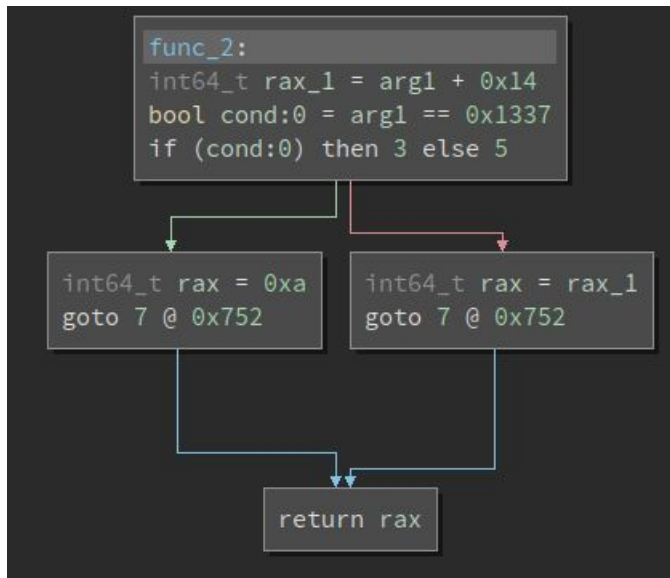 func_2:
int64_t rax_1 = arg1 + 0x14
bool cond:0 = arg1 == 0x1337
if (cond:0) then 3 else 5
int64_t rax = 0xa
goto 7 @ 0x752
int64_t rax = rax_1
goto 7 @ 0x752
return rax